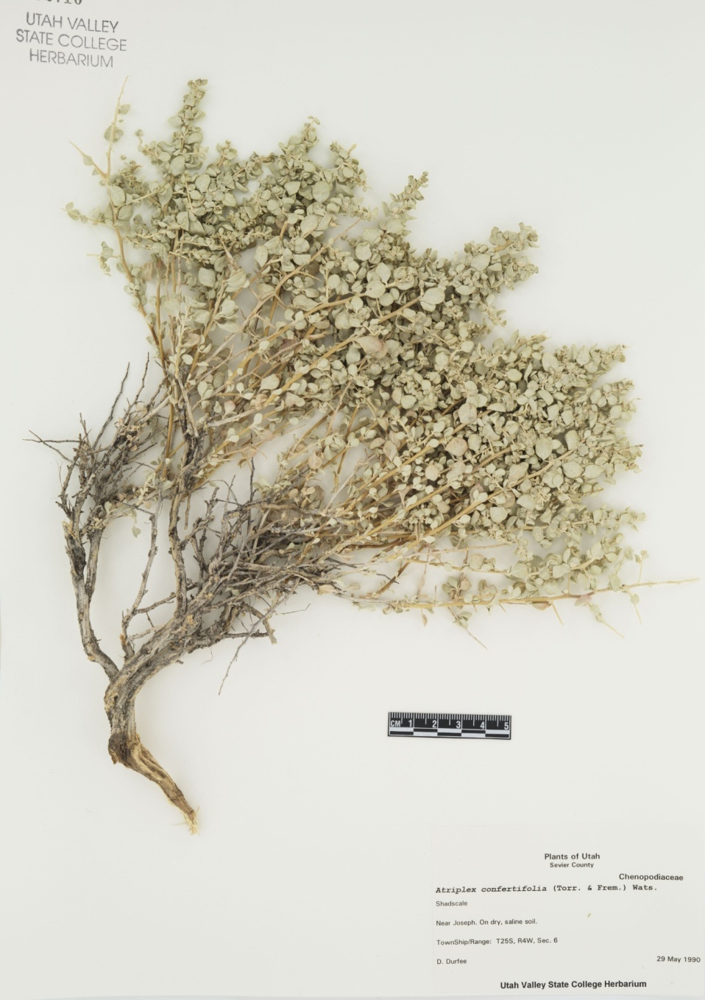 UTAH VALLEY
STATE COLLEGE
HERBARIUM
CM 1 2 3 4 5
Plants of Utah
Sevier County
Chenopodiaceae
Atriplex confertifolia (Torr. & Frem.) Wats.
Shadscale
Near Joseph. On dry, saline soil.
TownShip/Range: T25S, R4W, Sec. 6
D. Durfee
29 May 1990
Utah Valley State College Herbarium